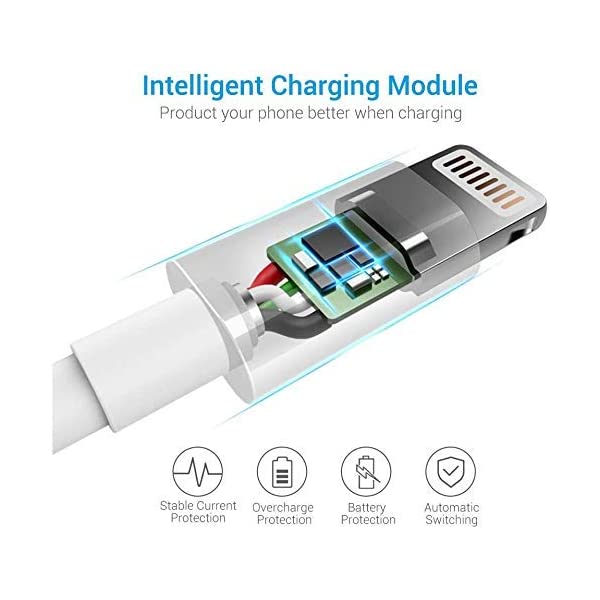 Intelligent Charging Module
Product your phone better when charging
Stable Current
Protection
Overcharge
Protection
Battery
Protection
Automatic
Switching